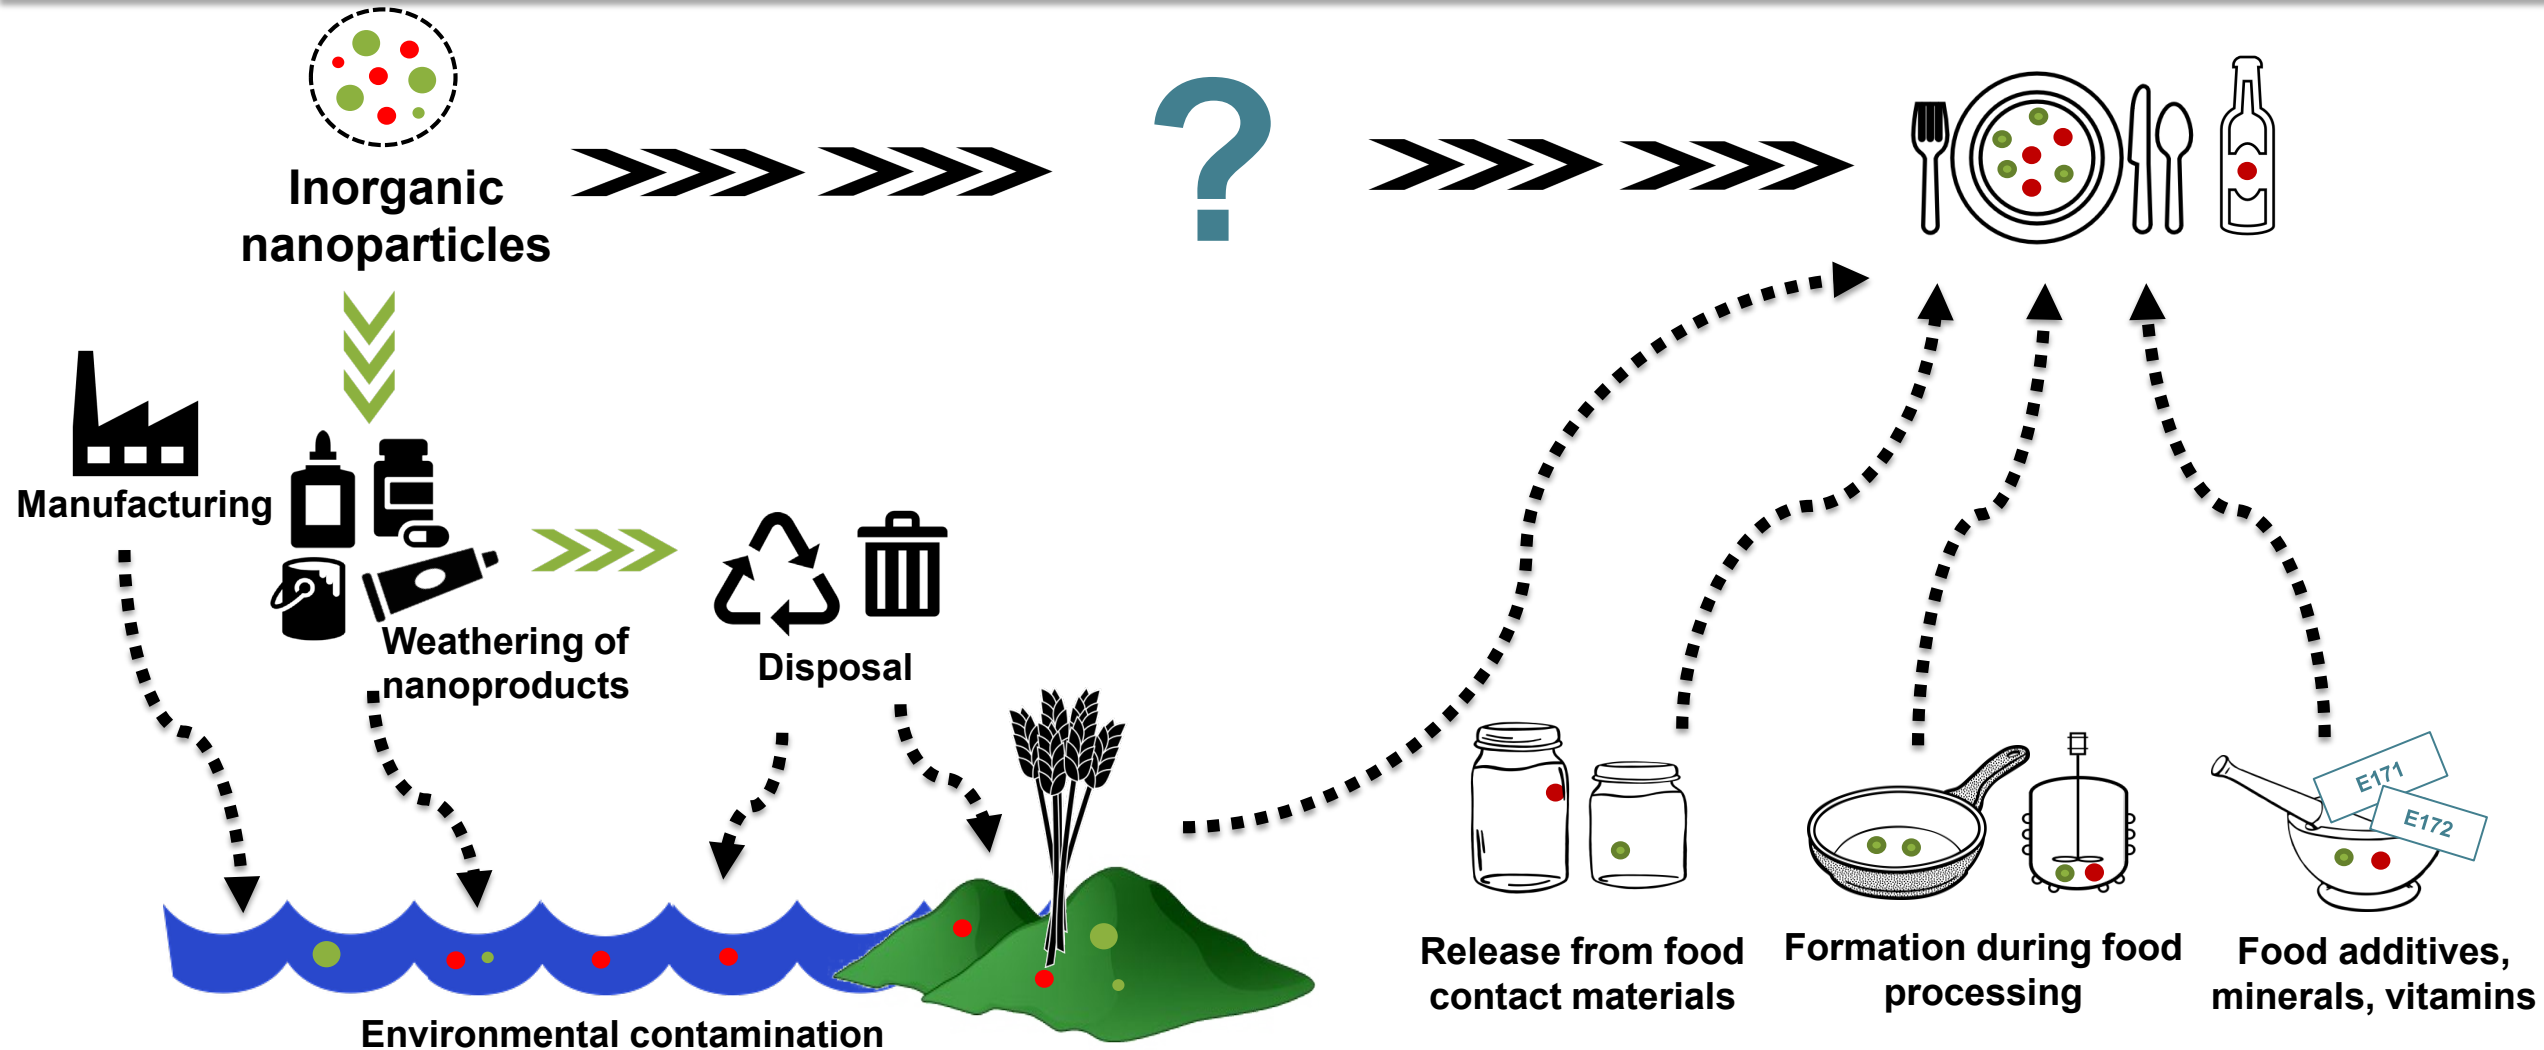 Inorganic
nanoparticles
?
Manufacturing
Weathering of
nanoproducts
Disposal
Environmental contamination
Release from food
contact materials
Formation during food
processing
E171
E172
Food additives,
minerals, vitamins